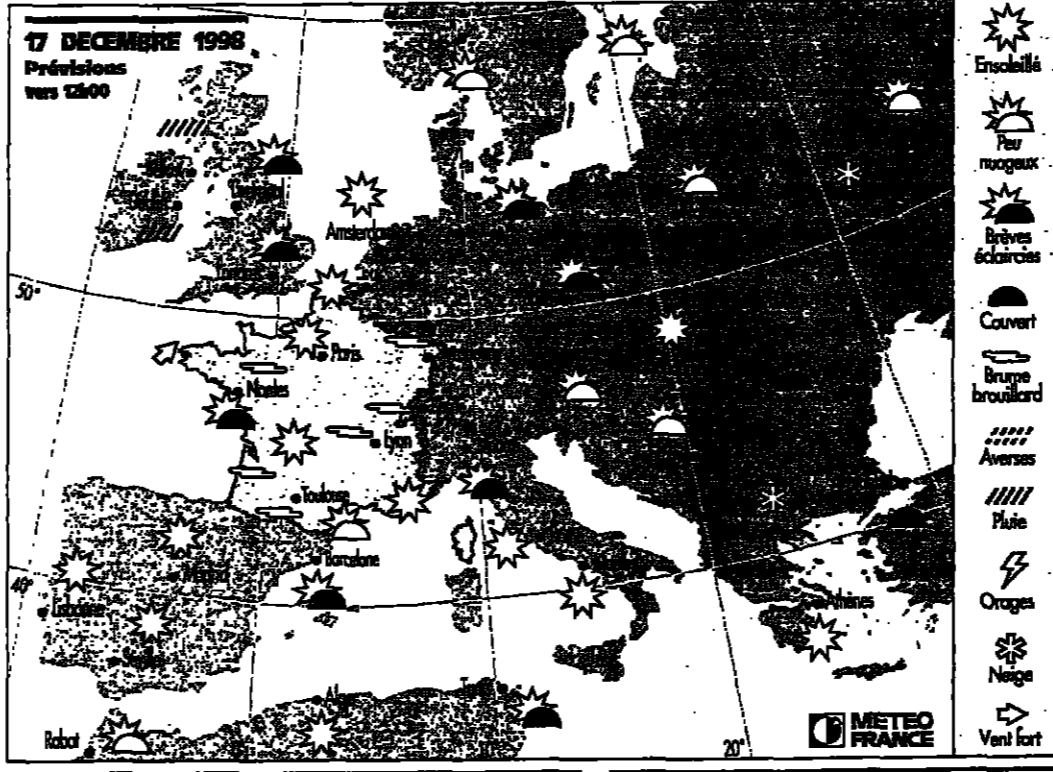 17 DECEMBRE 1998
Prévisions
vers 12h00
Amsterdam
50°
Paris
Nantes
Lyon
Toulouse
Barcelone
Madrid
40°
Lisbonne
Athènes
Rabat
20°
METEO
FRANCE
Ensoleillé
Peu
nuageux
Brèves
éclaircies
Couvert
Brume
brouillard
Averses
Pluie
Orages
Neige
Vent fort